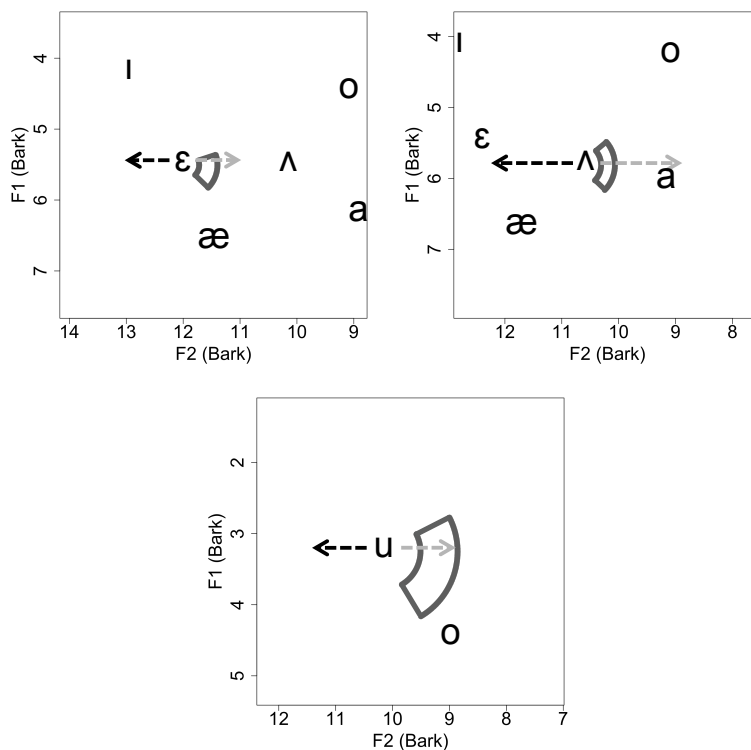 4
5
6
7
F1 (Bark)
ı
ɛ
ʌ
o
a
æ
14 13 12 11 10 9
F2 (Bark)
4
5
6
7
F1 (Bark)
ı
ɛ
ʌ
o
a
æ
12 11 10 9 8
F2 (Bark)
2
3
4
5
F1 (Bark)
u
o
12 11 10 9 8 7
F2 (Bark)